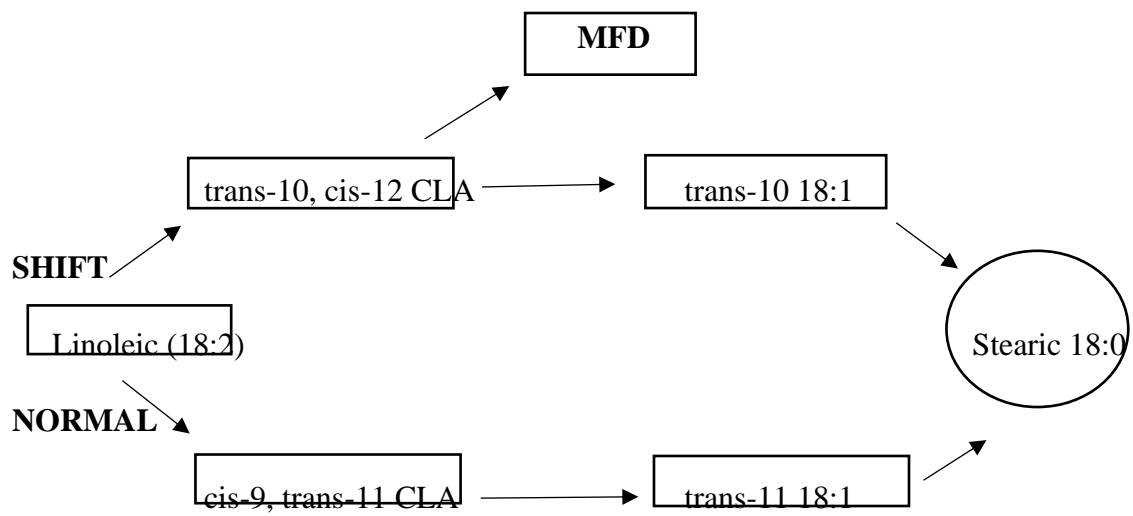 MFD
trans-10, cis-12 CLA
trans-10 18:1
SHIFT
Linoleic (18:2)
Stearic 18:0
NORMAL
cis-9, trans-11 CLA
trans-11 18:1